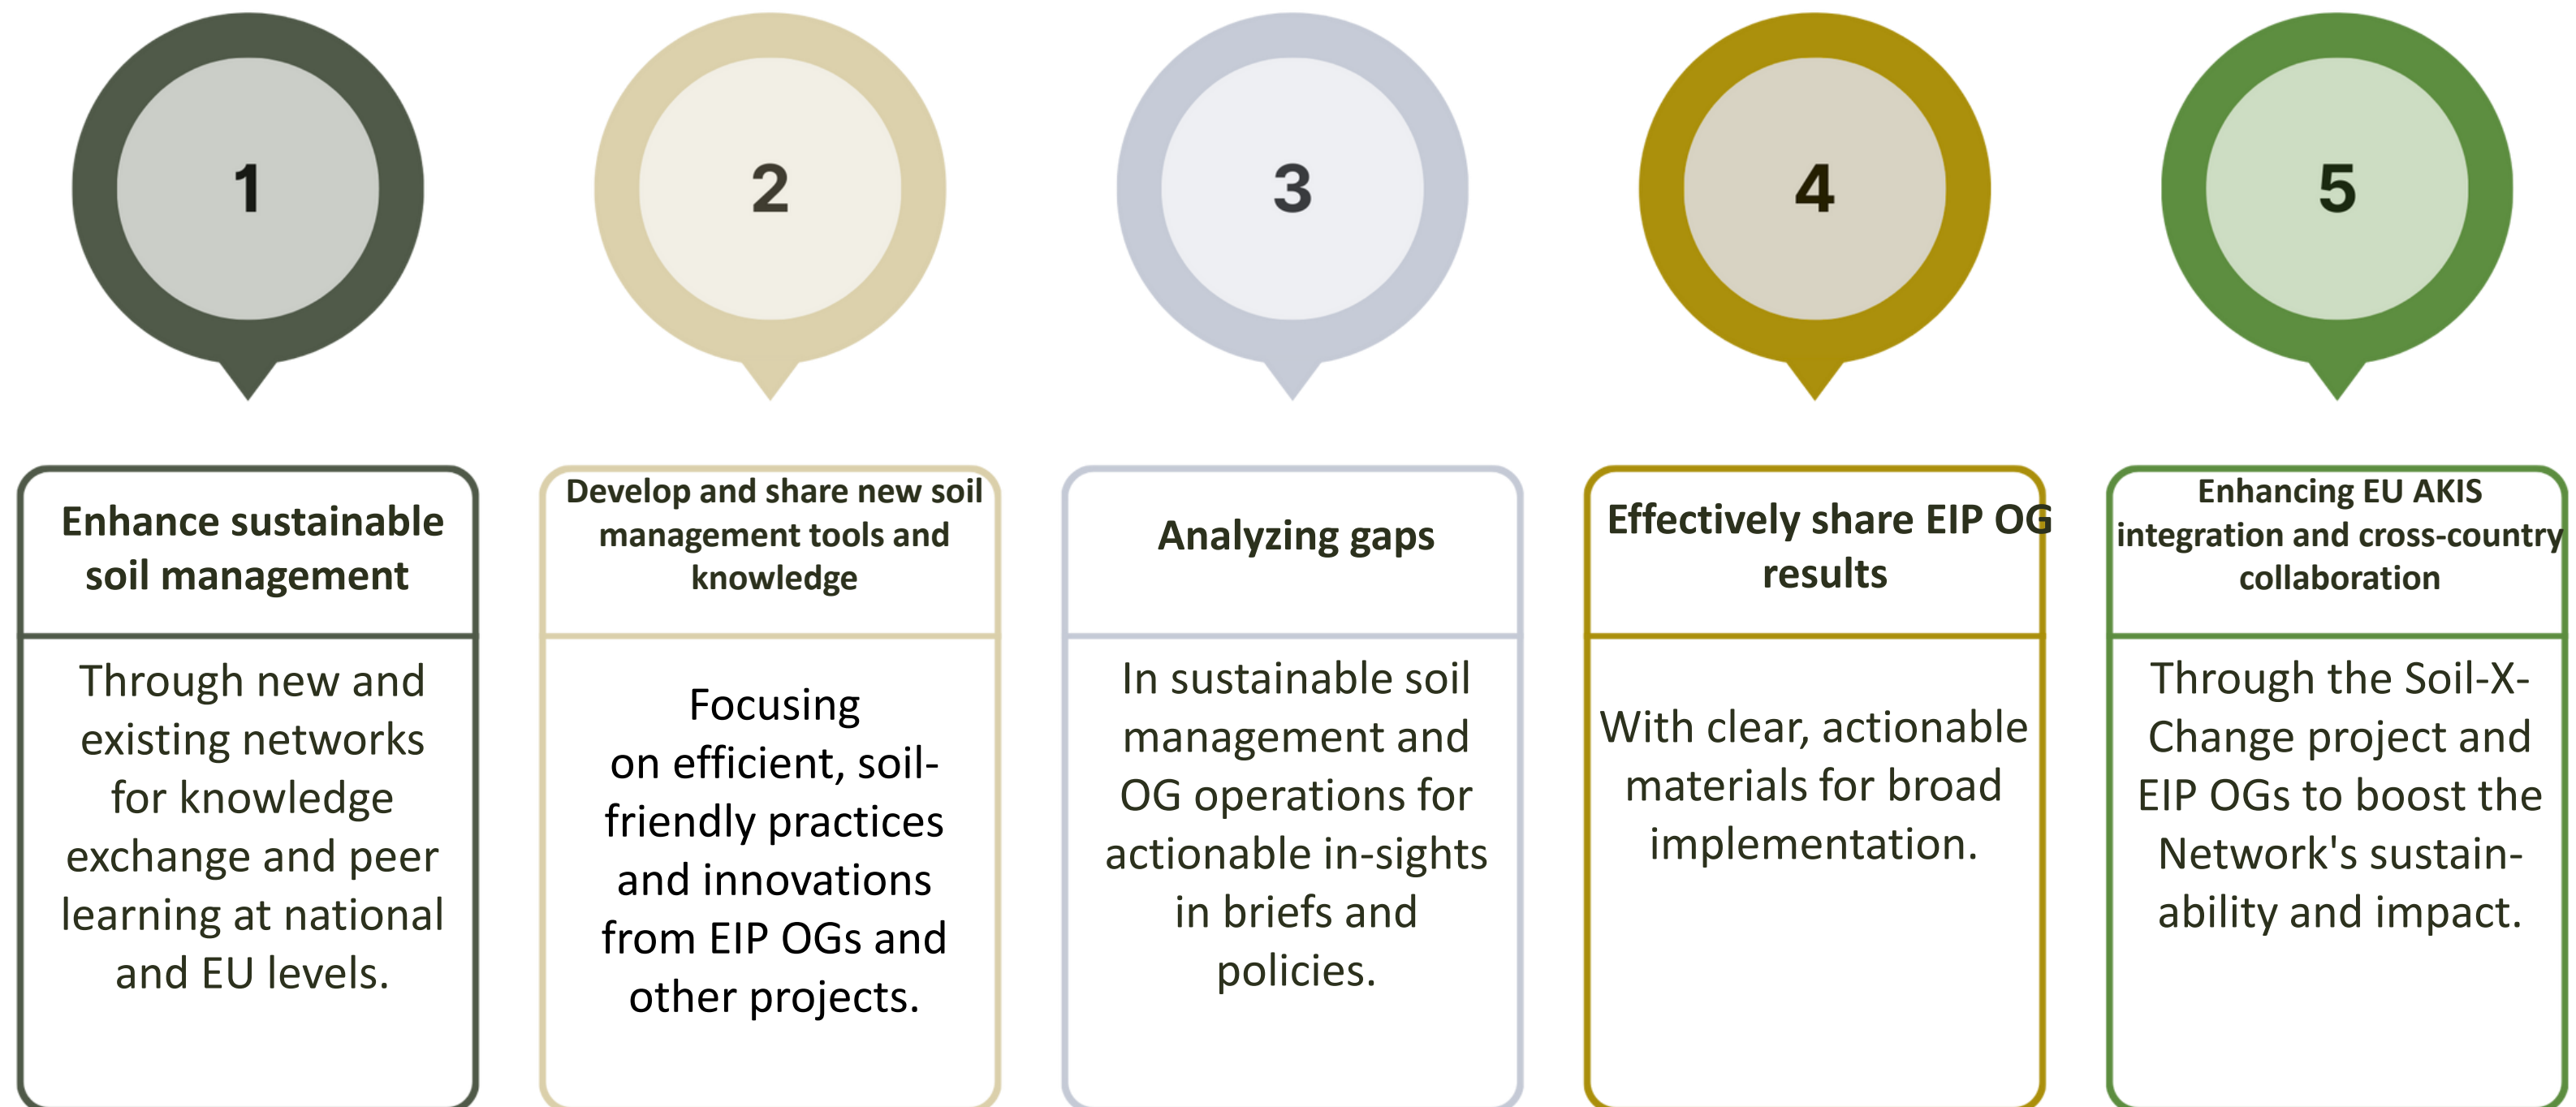 1
2
3
4
5
Enhance sustainable
soil management
Through new and
existing networks
for knowledge
exchange and peer
learning at national
and EU levels.
Develop and share new soil
management tools and
knowledge
Focusing
on efficient, soil-
friendly practices
and innovations
from EIP OGs and
other projects.
Analyzing gaps
In sustainable soil
management and
OG operations for
actionable in-sights
in briefs and
policies.
Effectively share EIP OG
results
With clear, actionable
materials for broad
implementation.
Enhancing EU AKIS
integration and cross-country
collaboration
Through the Soil-X-
Change project and
EIP OGs to boost the
Network's sustain-
ability and impact.